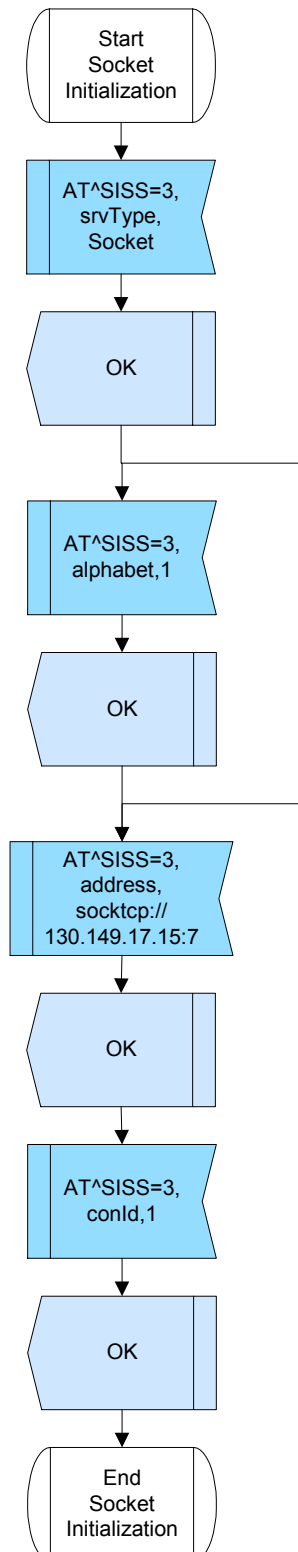 Start
Socket
Initialization
AT^SISS=3,
srvType,
Socket
OK
AT^SISS=3,
alphabet,1
OK
AT^SISS=3,
address,
socktcp://
130.149.17.15:7
OK
AT^SISS=3,
conId,1
OK
End
Socket
Initialization